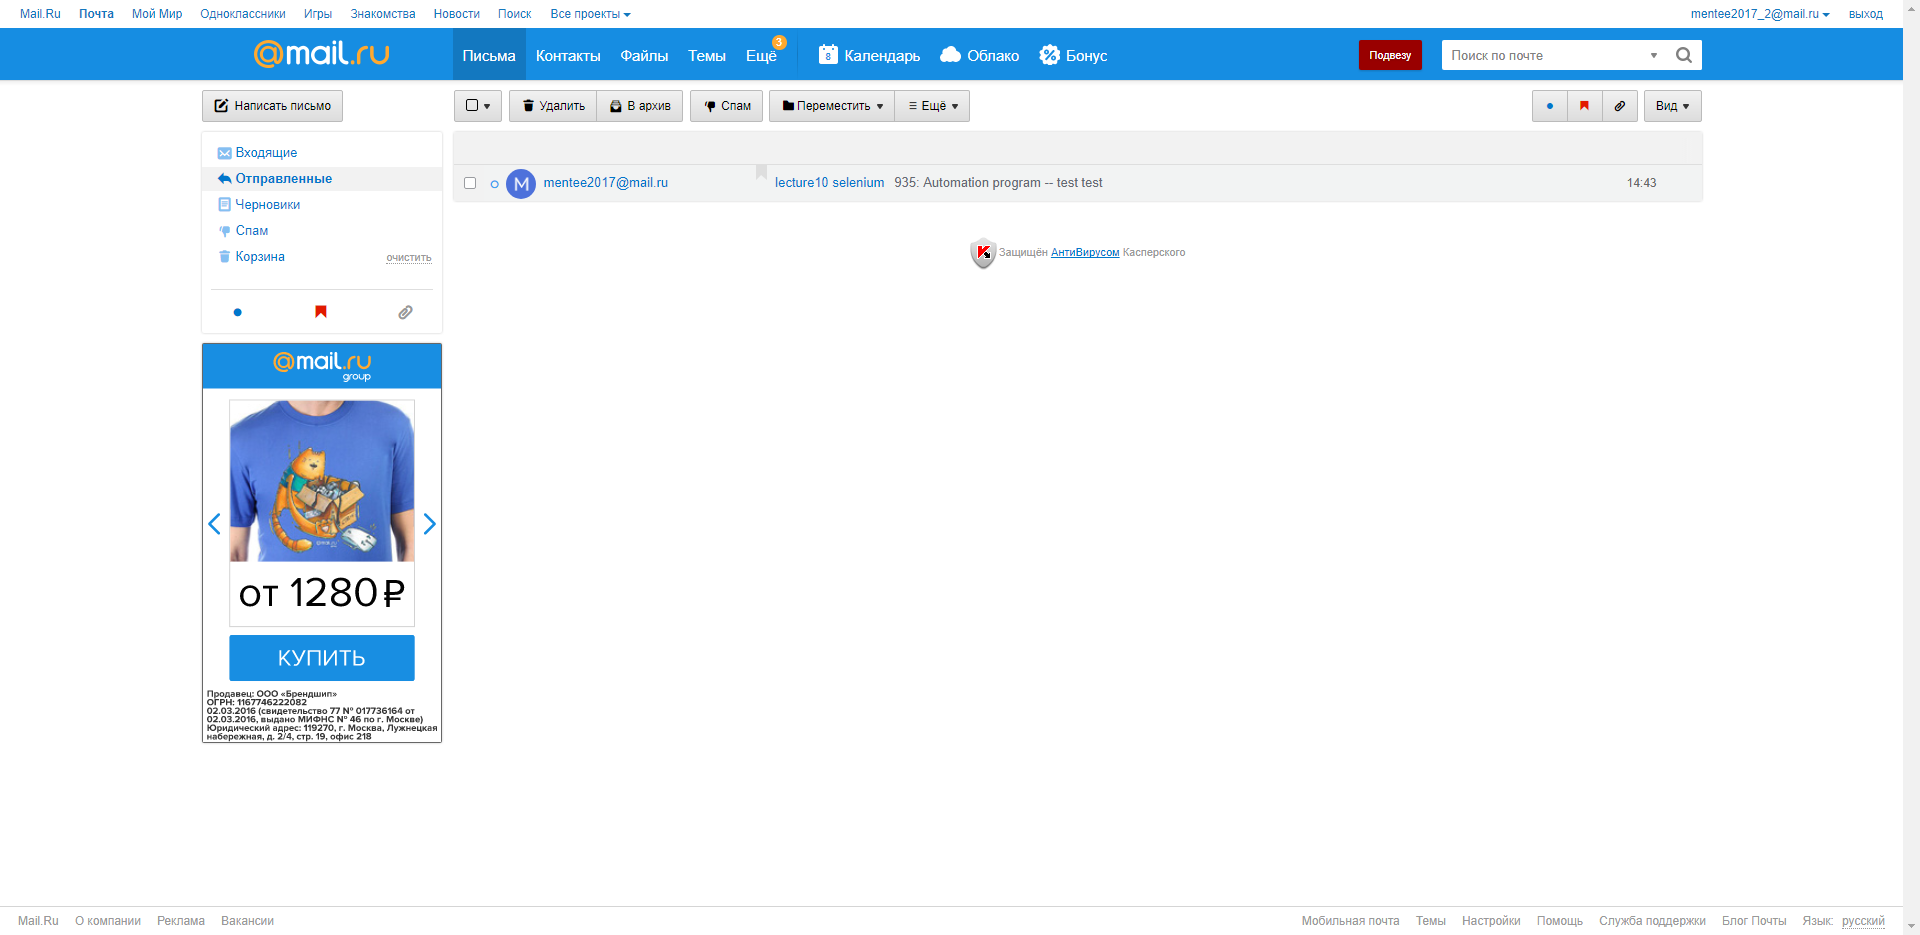 Mail.Ru Почта Мой Мир Одноклассники Игры Знакомства Новости Поиск Все проекты mentee2017_2@mail.ru выход
@mail.ru Письма Контакты Файлы Темы Ещё 3 8 Календарь Облако Бонус Подвезу Поиск по почте
Написать письмо Удалить В архив Спам Переместить Ещё Вид
Входящие
Отправленные
M mentee2017@mail.ru lecture10 selenium 935: Automation program -- test test 14:43
Черновики
Спам
Корзина очистить
Защищён АнтиВирусом Касперского
@mail.ru
group
@mail.ru
от 1280 ₽
КУПИТЬ
Продавец: ООО «Брендшип»
ОГРН: 1167746222082
02.03.2016 (свидетельство 77 № 017736164 от
02.03.2016, выдано МИФНС № 46 по г. Москве)
Юридический адрес: 119270, г. Москва, Лужнецкая
набережная, д. 2/4, стр. 19, офис 218
Mail.Ru О компании Реклама Вакансии Мобильная почта Темы Настройки Помощь Служба поддержки Блог Почты Язык: русский